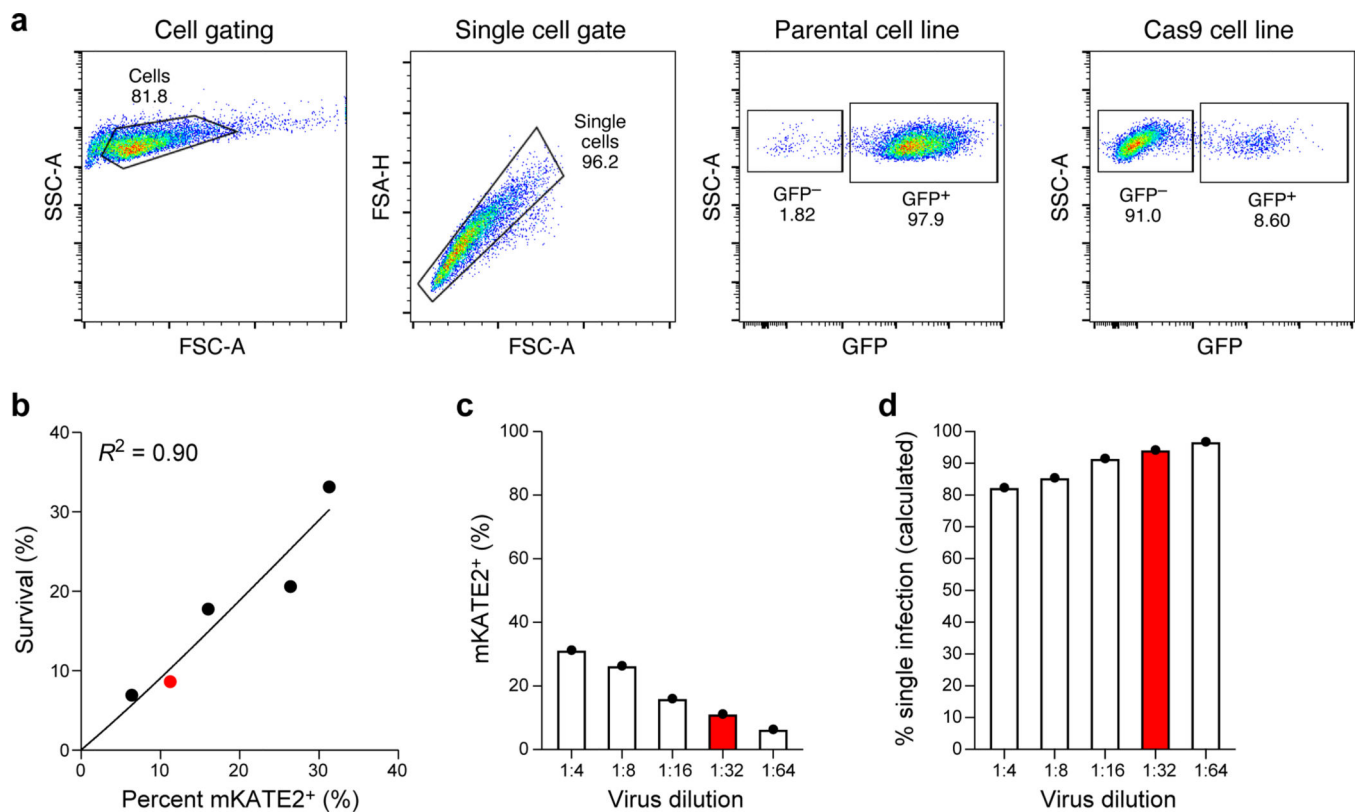 a
Cell gating
Single cell gate
Parental cell line
Cas9 cell line
SSC-A
Cells
81.8
FSC-A
FSA-H
Single
cells
96.2
FSC-A
SSC-A
GFP–
1.82
GFP+
97.9
GFP
SSC-A
GFP–
91.0
GFP+
8.60
GFP
b
R² = 0.90
Survival (%)
40
30
20
10
0
0 10 20 30 40
Percent mKATE2+ (%)
c
mKATE2+ (%)
100
80
60
40
20
0
1:4 1:8 1:16 1:32 1:64
Virus dilution
d
% single infection (calculated)
100
90
80
70
60
50
40
30
20
10
0
1:4 1:8 1:16 1:32 1:64
Virus dilution